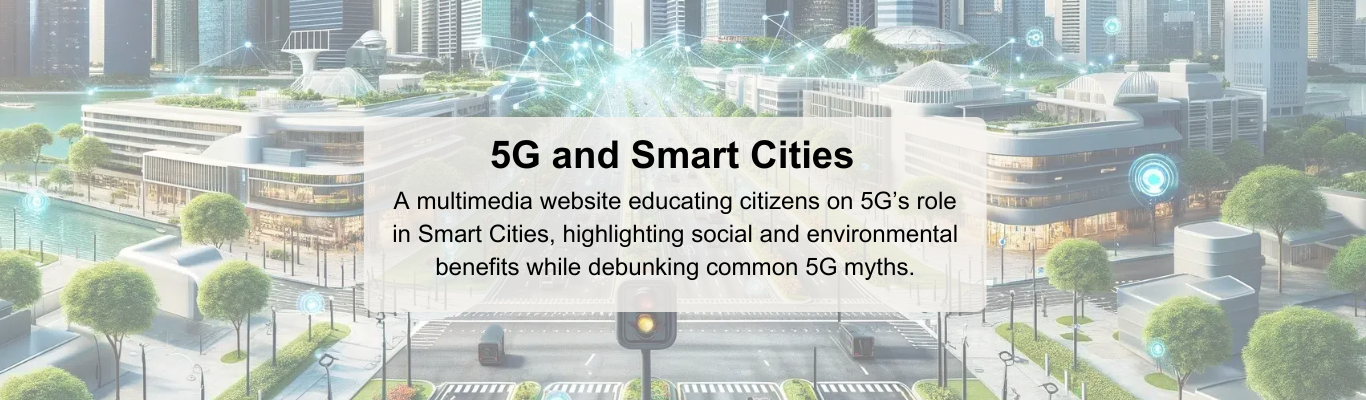 5G and Smart Cities
A multimedia website educating citizens on 5G’s role
in Smart Cities, highlighting social and environmental
benefits while debunking common 5G myths.